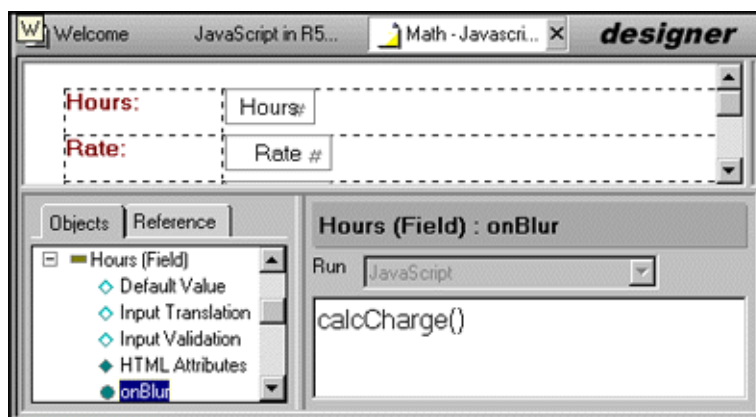 W Welcome JavaScript in R5... Math - Javascri... designer
Hours: Hours #
Rate: Rate #
Objects Reference
Hours (Field) : onBlur
Hours (Field)
Default Value
Input Translation
Input Validation
HTML Attributes
onBlur
Run JavaScript
calcCharge()